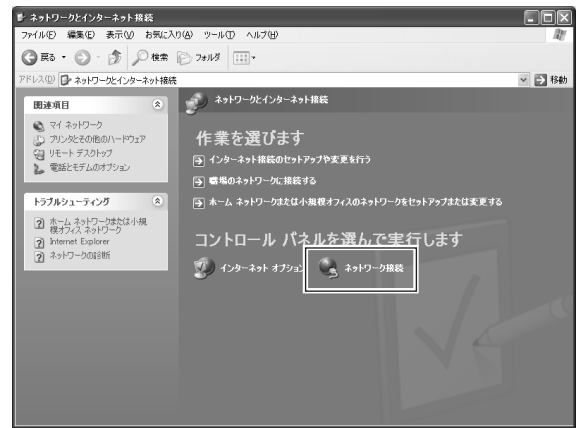 ネットワークとインターネット接続
ファイル(F) 編集(E) 表示(V) お気に入り(A) ツール(T) ヘルプ(H)
戻る 検索 フォルダ
アドレス(D) ネットワークとインターネット接続 移動
関連項目
マイ ネットワーク
プリンタとその他のハードウェア
リモート デスクトップ
電話とモデムのオプション
トラブルシューティング
ホーム ネットワークまたは小規
模オフィス ネットワーク
Internet Explorer
ネットワークの診断
ネットワークとインターネット接続
作業を選びます
インターネット接続のセットアップや変更を行う
職場のネットワークに接続する
ホーム ネットワークまたは小規模オフィスのネットワークをセットアップまたは変更する
コントロール パネルを選んで実行します
インターネット オプション ネットワーク接続